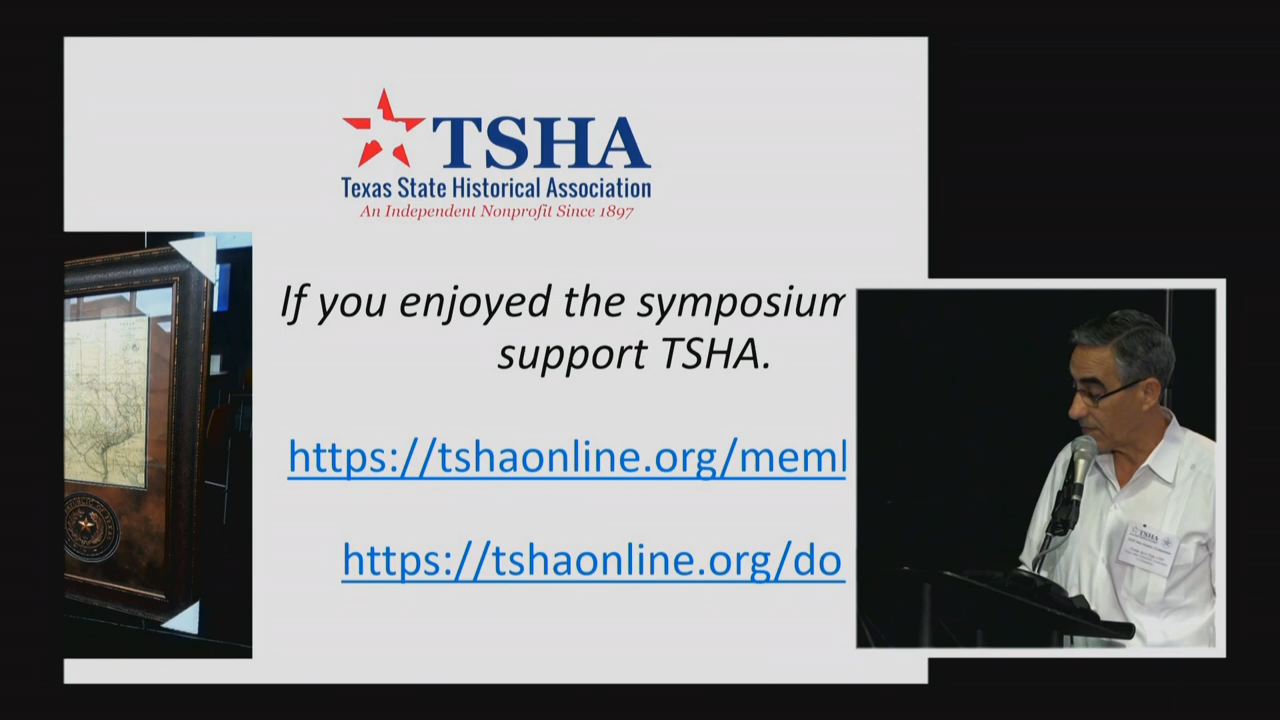 TSHA
Texas State Historical Association
An Independent Nonprofit Since 1897
If you enjoyed the symposium
support TSHA.
https://tshaonline.org/meml
https://tshaonline.org/do
TSHA